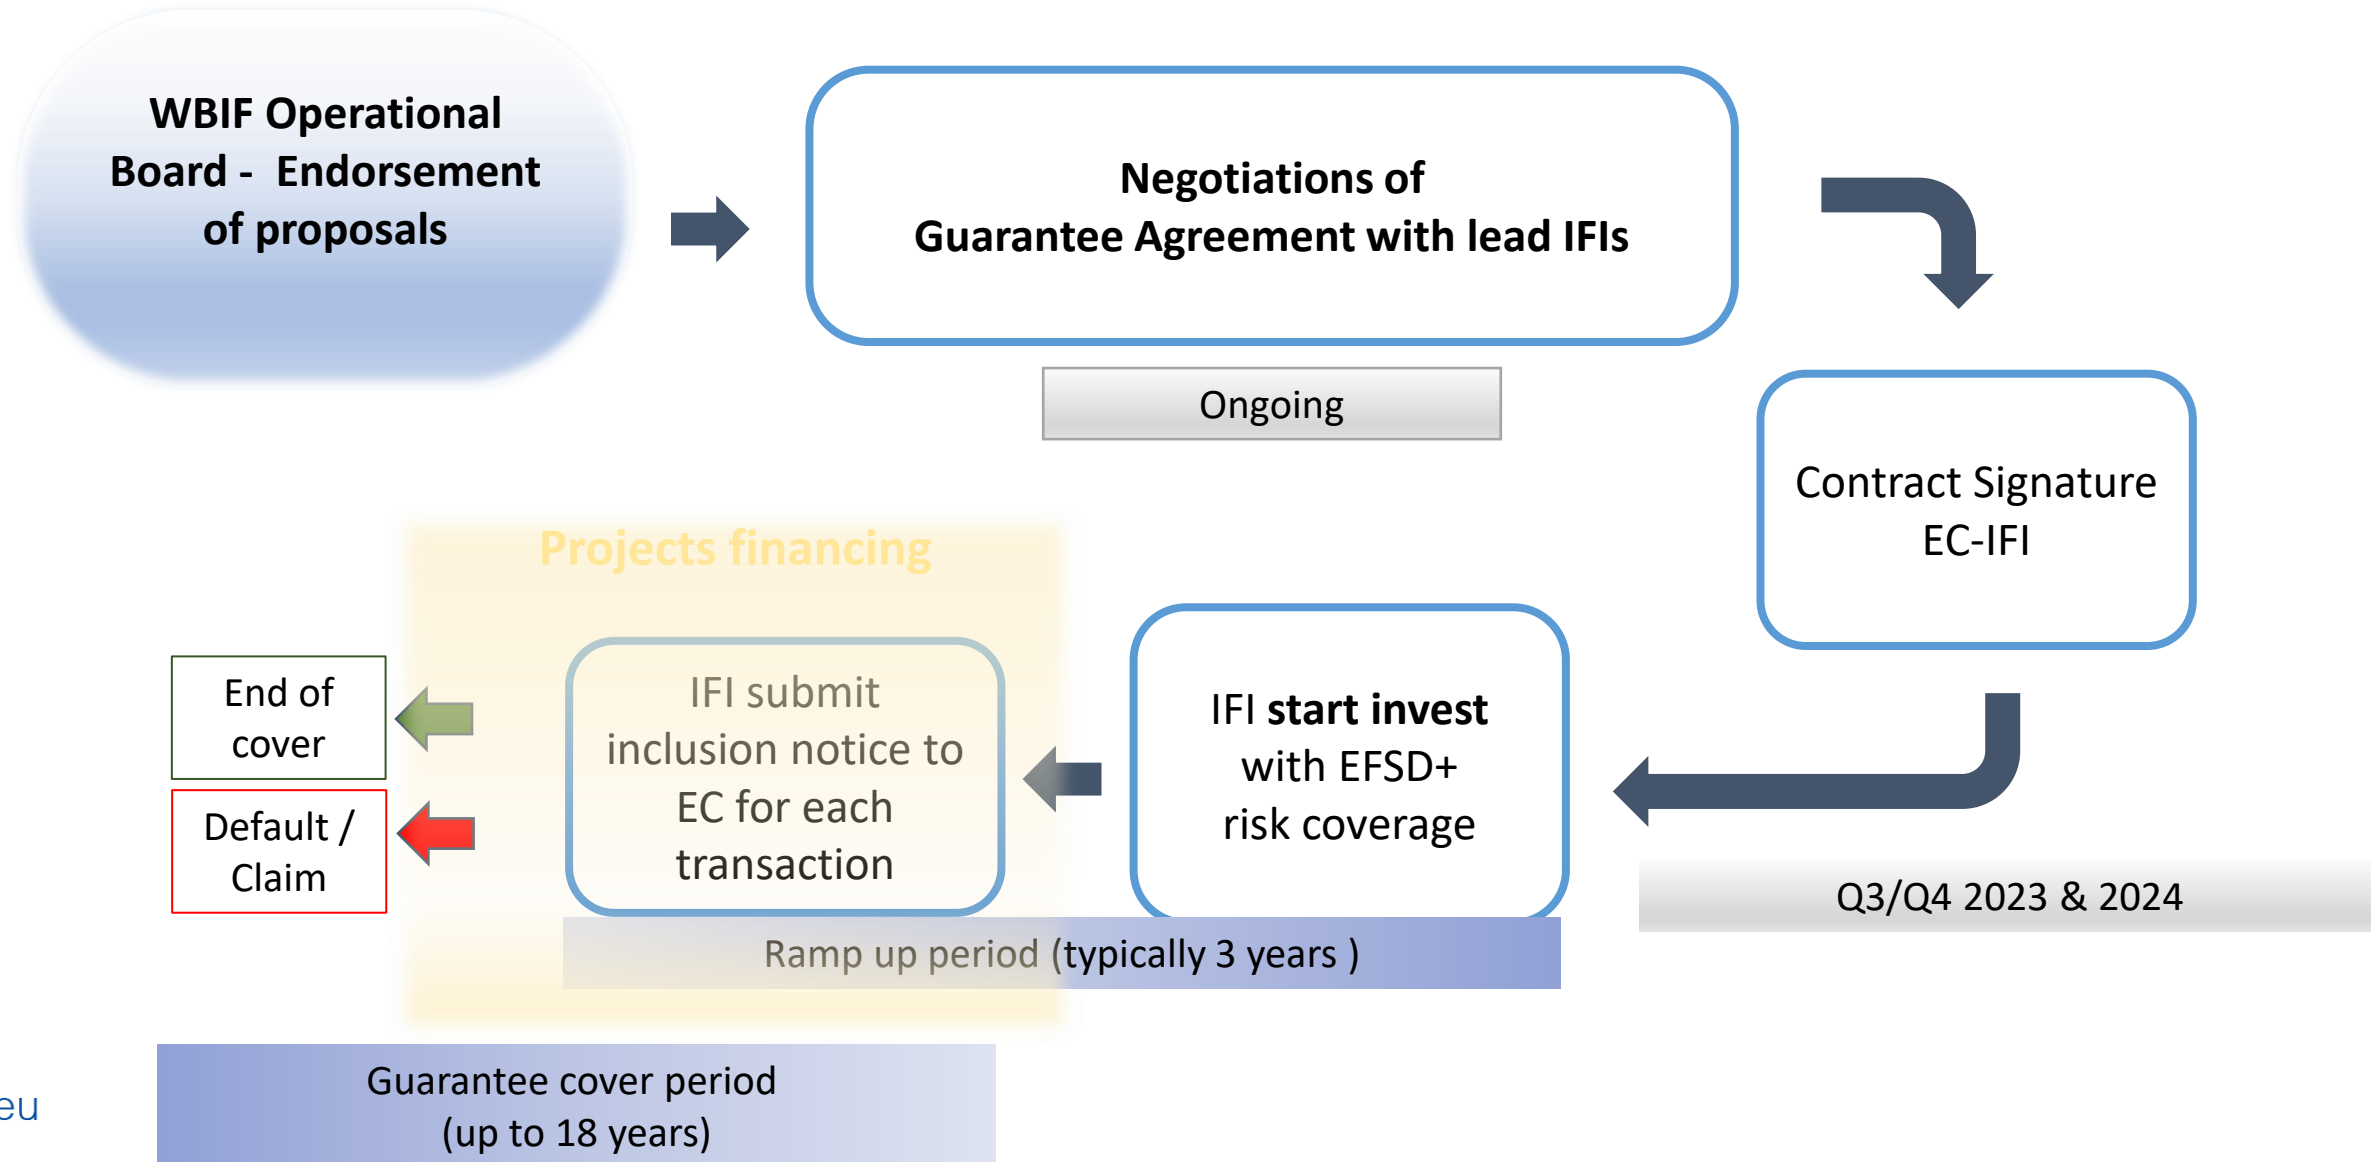 WBIF Operational
Board - Endorsement
of proposals
Negotiations of
Guarantee Agreement with lead IFIs
Ongoing
Contract Signature
EC-IFI
Q3/Q4 2023 & 2024
IFI start invest
with EFSD+
risk coverage
Projects financing
IFI submit
inclusion notice to
EC for each
transaction
Ramp up period (typically 3 years )
End of
cover
Default /
Claim
Guarantee cover period
(up to 18 years)
eu